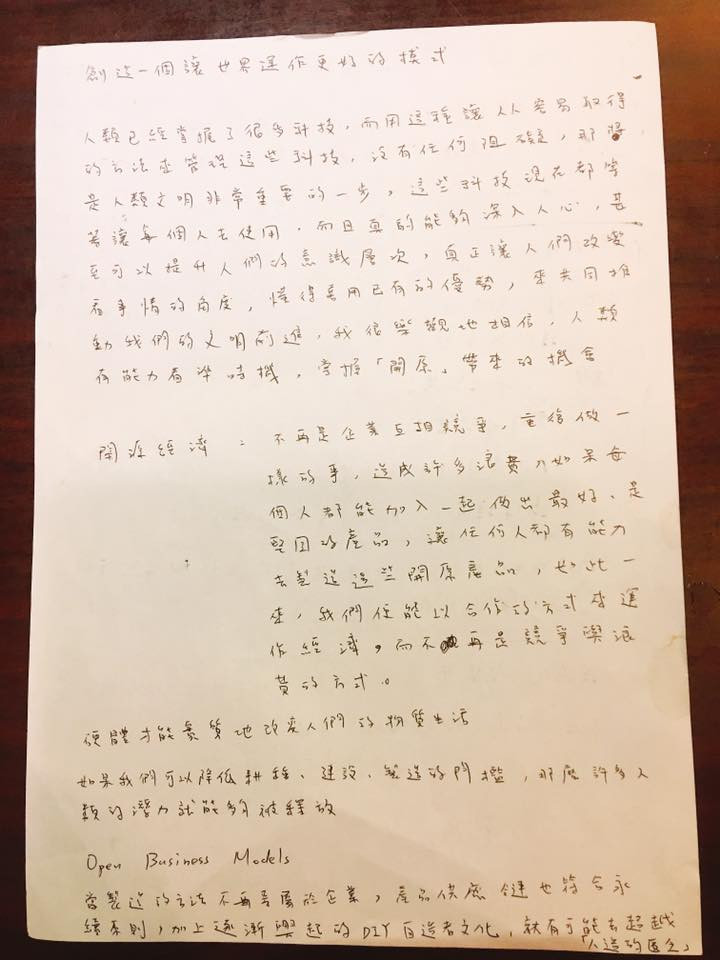 創造一個讓世界運作更好的模式
人類已經掌握了很多科技，而用這種讓人人容易取得
的方法來管理這些科技，沒有任何阻礙，那將
是人類文明非常重要的一步，這些科技現在都等
著讓每個人去使用，而且真的能夠深入人心，甚
至可以提升人們的意識層次，真正讓人們改變
看事情的角度，懂得善用已有的優勢，來共同推
動我們的文明前進，我很樂觀地相信，人類
有能力看準時機，掌握「開原」帶來的機會
開源經濟：不再是企業互相競爭，重複做一
樣的事，造成許多浪費，如果每
個人都能加入一起做出最好、最
堅固的產品，讓任何人都有能力
去製造這些開原產品，如此一
來，我們便能以合作的方式來運
作經濟，而不再是競爭與浪
費的方式。
硬體才能實質地改變人們的物質生活
如果我們可以降低耕種、建設、製造的門檻，那麼許多人
類的潛力就能夠被釋放
Open Business Models
當製造的方法不再專屬於企業，產品供應鏈也符合永
續原則，加上逐漸興起的DIY自造者文化，就有可能去超越
「人造的匱乏」